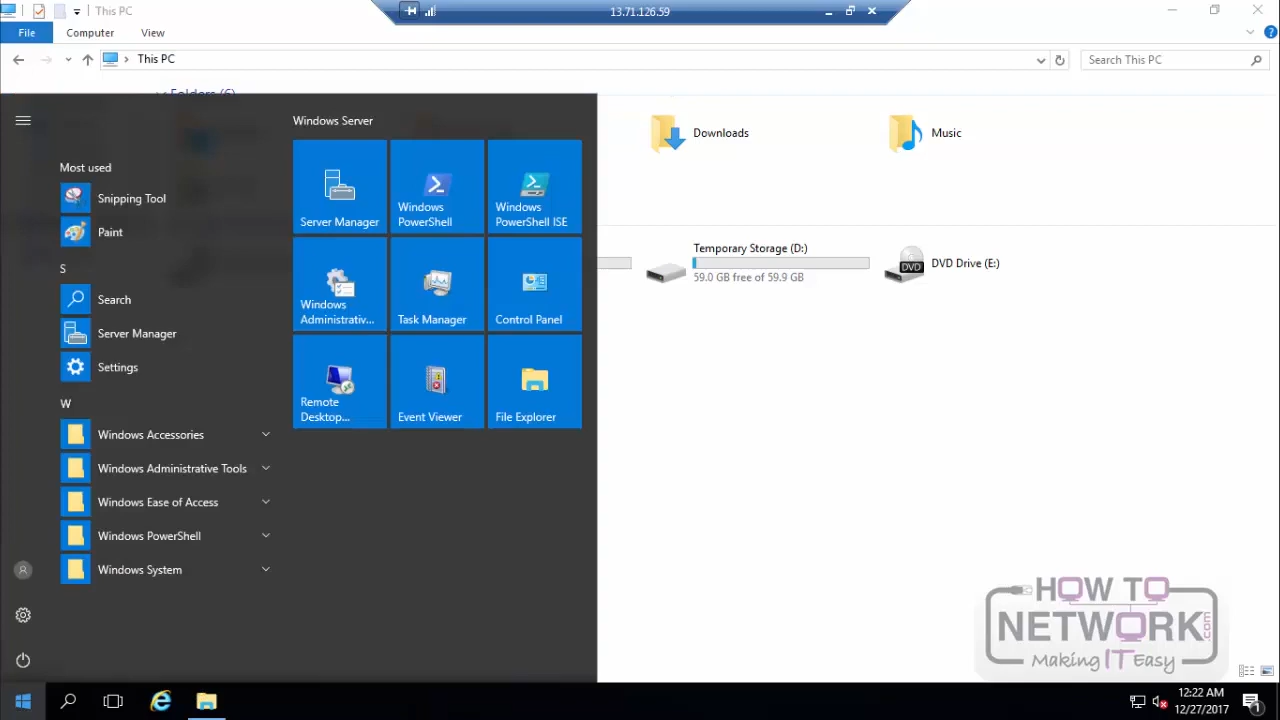 This PC
13.71.126.59
File
Computer
View
This PC
Search This PC
Folders (6)
Windows Server
Most used
Snipping Tool
Paint
S
Search
Server Manager
Settings
W
Windows Accessories
Windows Administrative Tools
Windows Ease of Access
Windows PowerShell
Windows System
Server Manager
Windows
PowerShell
Windows
PowerShell ISE
Windows
Administrativ...
Task Manager
Control Panel
Remote
Desktop...
Event Viewer
File Explorer
Downloads
Music
Temporary Storage (D:)
59.0 GB free of 59.9 GB
DVD
DVD Drive (E:)
HOW TO
NETWORK.com
Making IT Easy
12:22 AM
12/27/2017
1